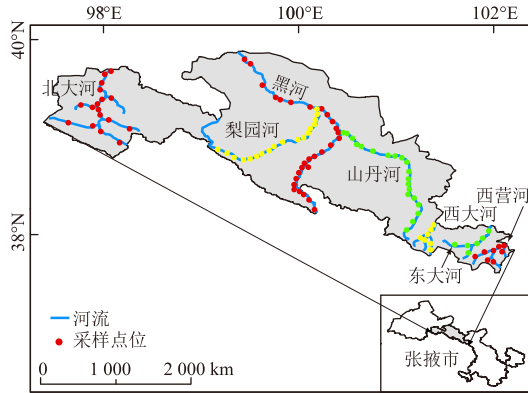 98°E 100°E 102°E
40°N
北大河
黑河
梨园河
山丹河
西营河
西大河
38°N
东大河
河流
采样点位
张掖市
0 1 000 2 000 km